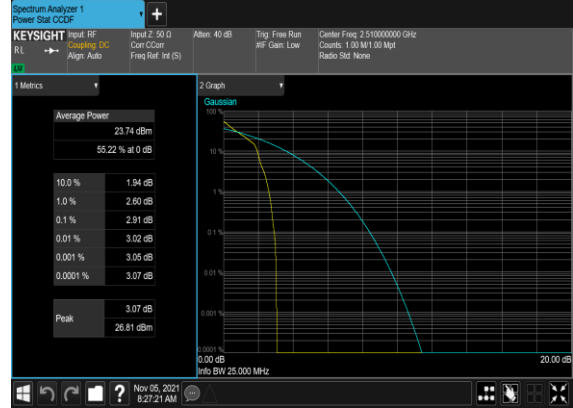 Spectrum Analyzer 1
Power Stat CCDF
KEYSIGHT
RL
LW
Input: RF
Coupling: DC
Align: Auto
Input Z: 50 Ω
Corr CCorr
Freq Ref: Int (S)
Atten: 40 dB
Trig: Free Run
#IF Gain: Low
Center Freq: 2.510000000 GHz
Counts: 1.00 M/1.00 Mpt
Radio Std: None
1 Metrics
Average Power
23.74 dBm
55.22 % at 0 dB
10.0 % 1.94 dB
1.0 % 2.60 dB
0.1 % 2.91 dB
0.01 % 3.02 dB
0.001 % 3.05 dB
0.0001 % 3.07 dB
Peak
3.07 dB
26.81 dBm
2 Graph
Gaussian
100 %
10 %
1 %
0.1 %
0.01 %
0.001 %
0.0001 %
0.00 dB
20.00 dB
Info BW 25.000 MHz
?
Nov 05, 2021
8:27:21 AM